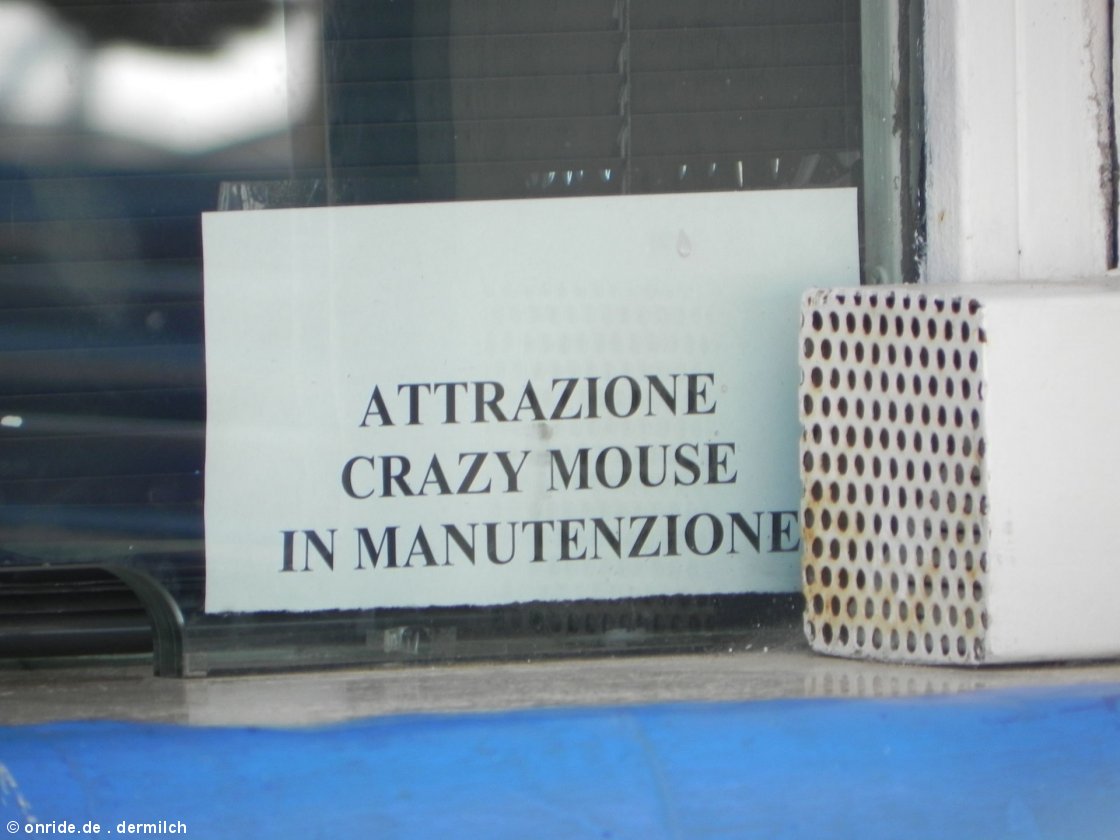 ATTRAZIONE
CRAZY MOUSE
IN MANUTENZIONE
© onride.de . dermilch